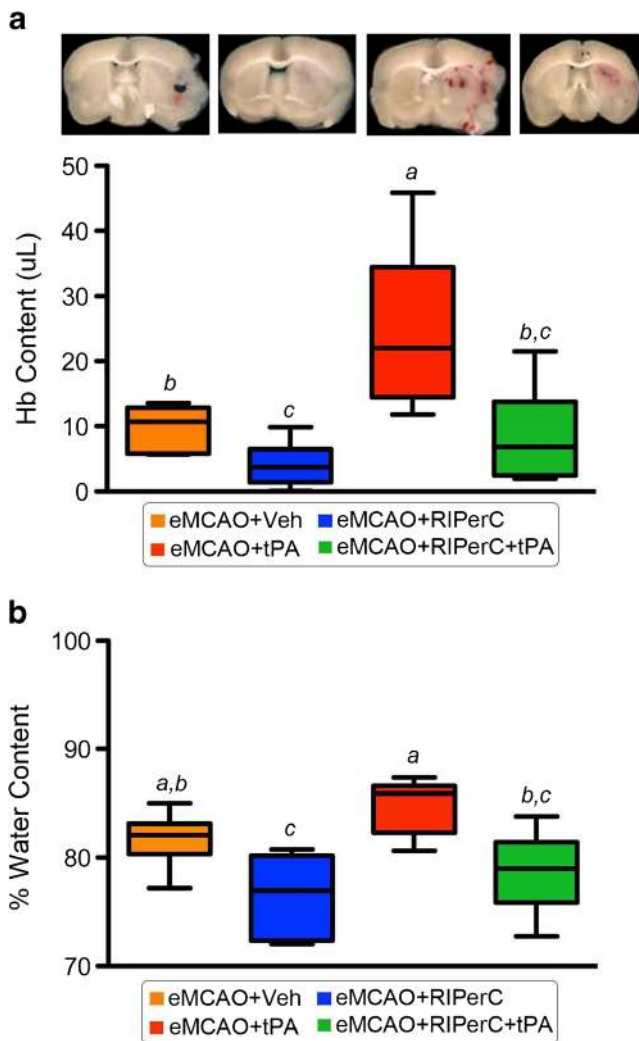 a
50
40
30
20
10
0
Hb Content (uL)
b
c
a
b,c
eMCAO+Veh eMCAO+RIPerC
eMCAO+tPA eMCAO+RIPerC+tPA
b
100
90
80
70
% Water Content
a,b
c
a
b,c
eMCAO+Veh eMCAO+RIPerC
eMCAO+tPA eMCAO+RIPerC+tPA